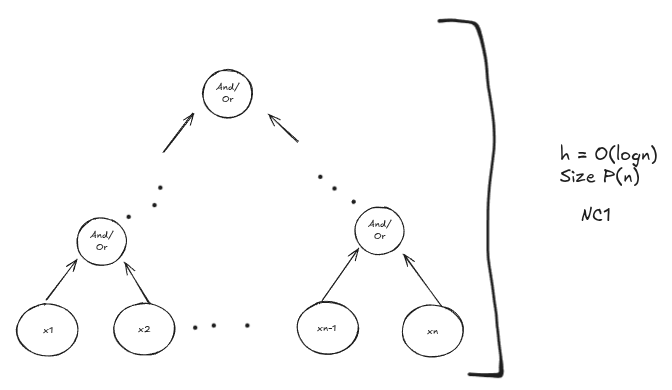 And/
Or
h = O(logn)
Size P(n)
NC1
And/
Or
And/
Or
x1
x2
xn-1
xn